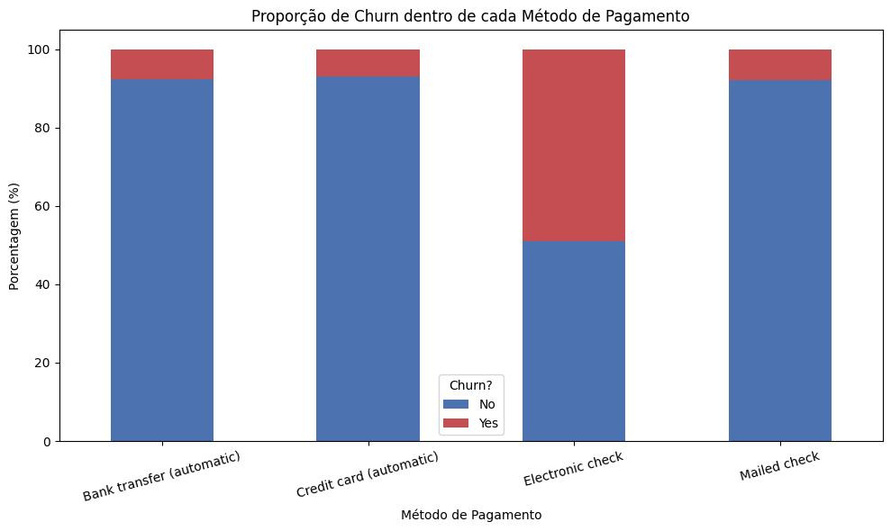 Proporção de Churn dentro de cada Método de Pagamento
Porcentagem (%)
100
80
60
40
20
0
Churn?
No
Yes
Bank transfer (automatic)
Credit card (automatic)
Electronic check
Mailed check
Método de Pagamento